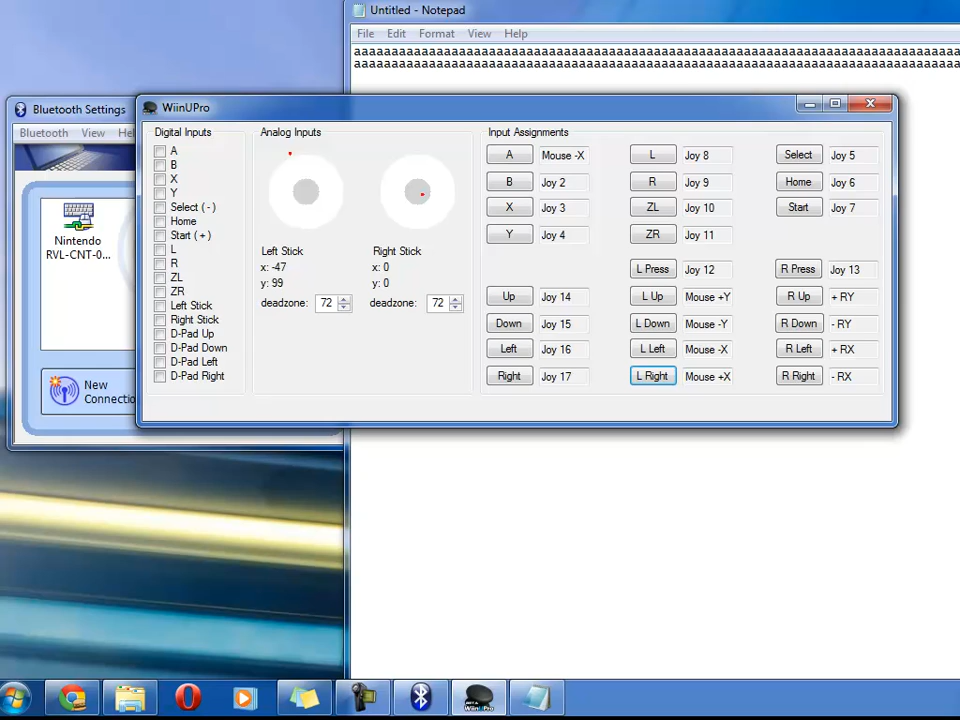 Untitled - Notepad
File Edit Format View Help
Bluetooth Settings
Bluetooth View
WiinUPro
Digital Inputs
A
B
X
Y
Select ( - )
Home
Start ( + )
L
R
ZL
ZR
Left Stick
Right Stick
D-Pad Up
D-Pad Down
D-Pad Left
D-Pad Right
Analog Inputs
Left Stick
x: -47
y: 99
deadzone: 72
Right Stick
x: 0
y: 0
deadzone: 72
Input Assignments
A Mouse -X
B Joy 2
X Joy 3
Y Joy 4
Up Joy 14
Down Joy 15
Left Joy 16
Right Joy 17
L Joy 8
R Joy 9
ZL Joy 10
ZR Joy 11
L Press Joy 12
L Up Mouse +Y
L Down Mouse -Y
L Left Mouse -X
L Right Mouse +X
Select Joy 5
Home Joy 6
Start Joy 7
R Press Joy 13
R Up + RY
R Down - RY
R Left + RX
R Right - RX
Nintendo
RVL-CNT-0...
New